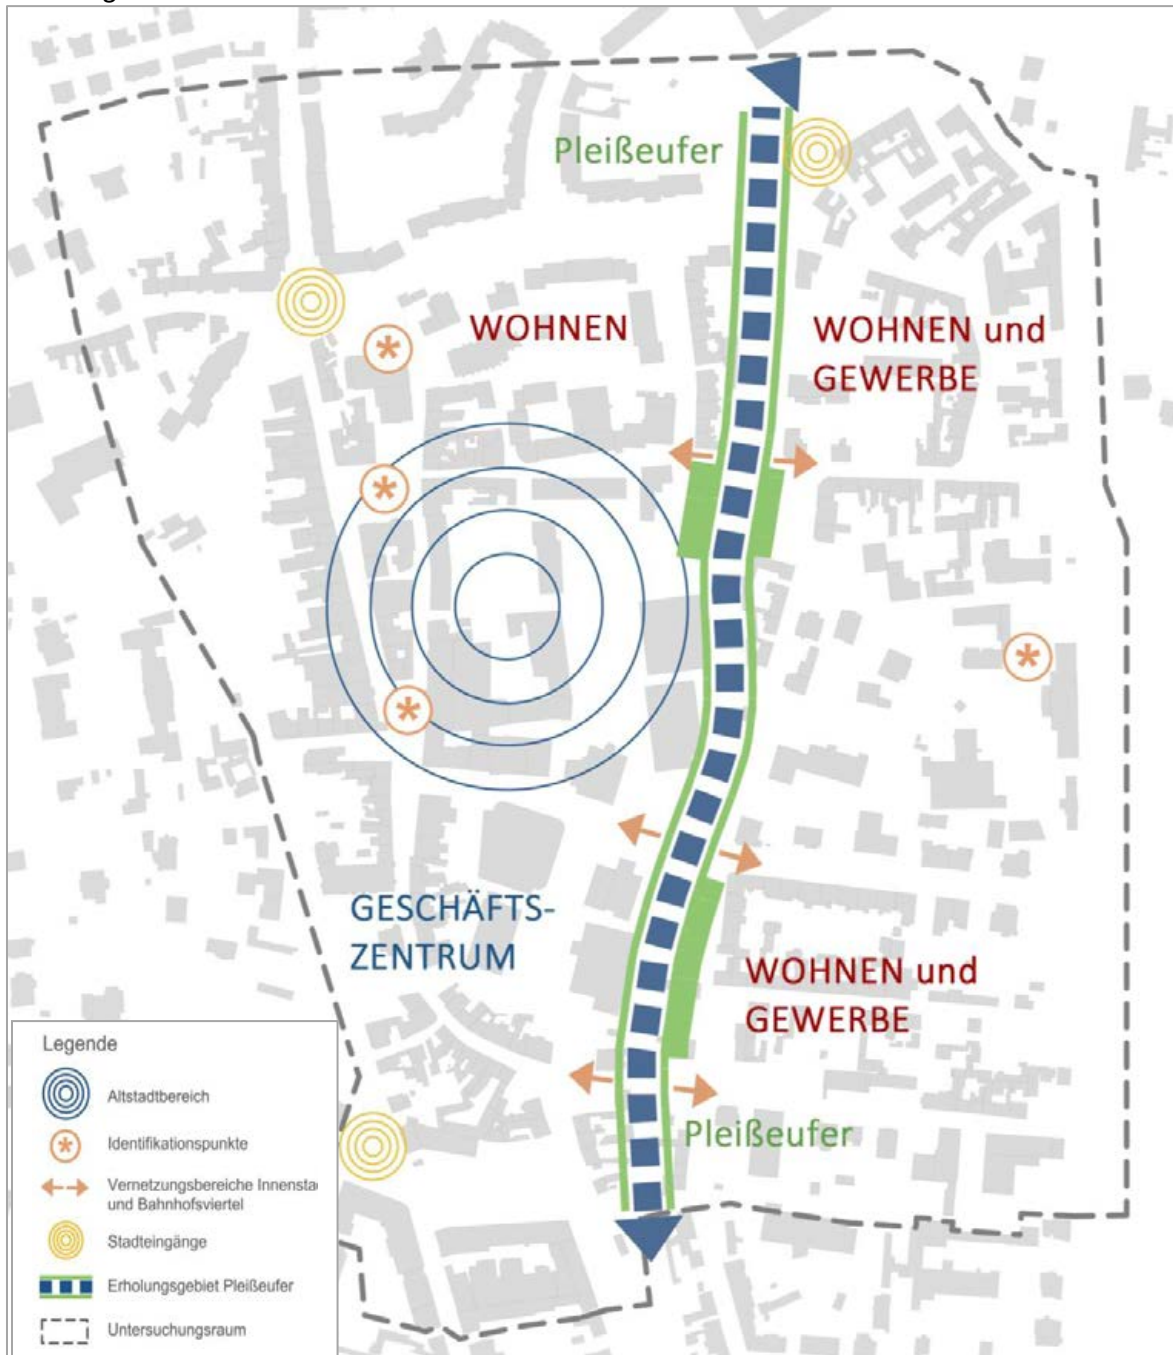 Pleißeufer
WOHNEN
WOHNEN und
GEWERBE
GESCHÄFTS-
ZENTRUM
WOHNEN und
GEWERBE
Pleißeufer
Legende
Altstadtbereich
Identifikationspunkte
Vernetzungsbereiche Innensta
und Bahnhofsviertel
Stadteingänge
Erholungsgebiet Pleißeufer
Untersuchungsraum